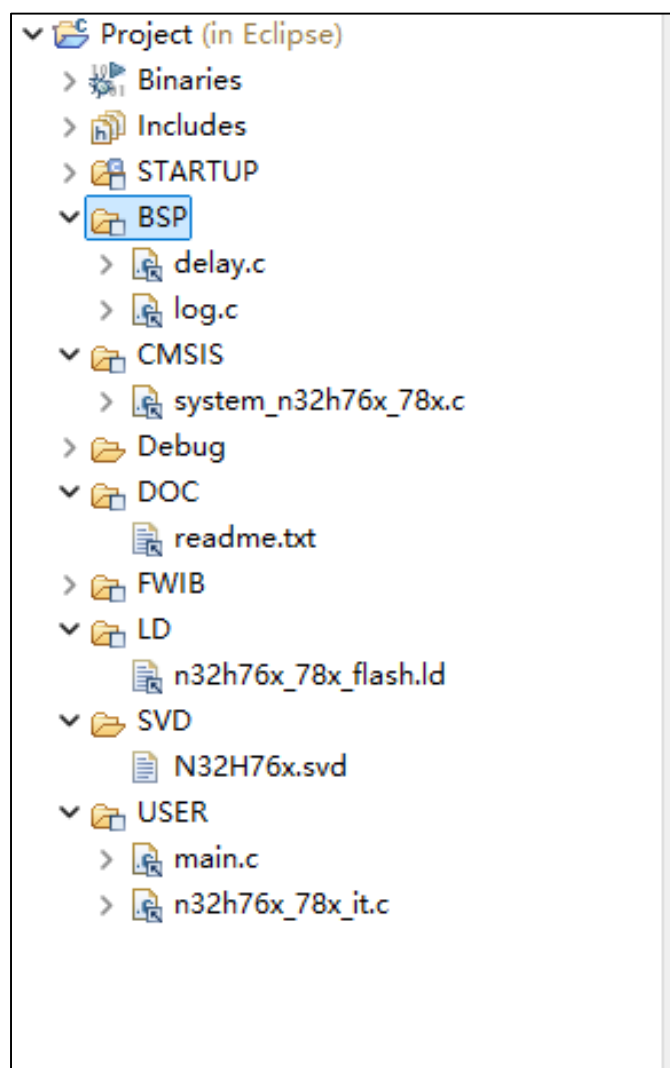 Project (in Eclipse)
Binaries
Includes
STARTUP
BSP
delay.c
log.c
CMSIS
system_n32h76x_78x.c
Debug
DOC
readme.txt
FWIB
LD
n32h76x_78x_flash.ld
SVD
N32H76x.svd
USER
main.c
n32h76x_78x_it.c